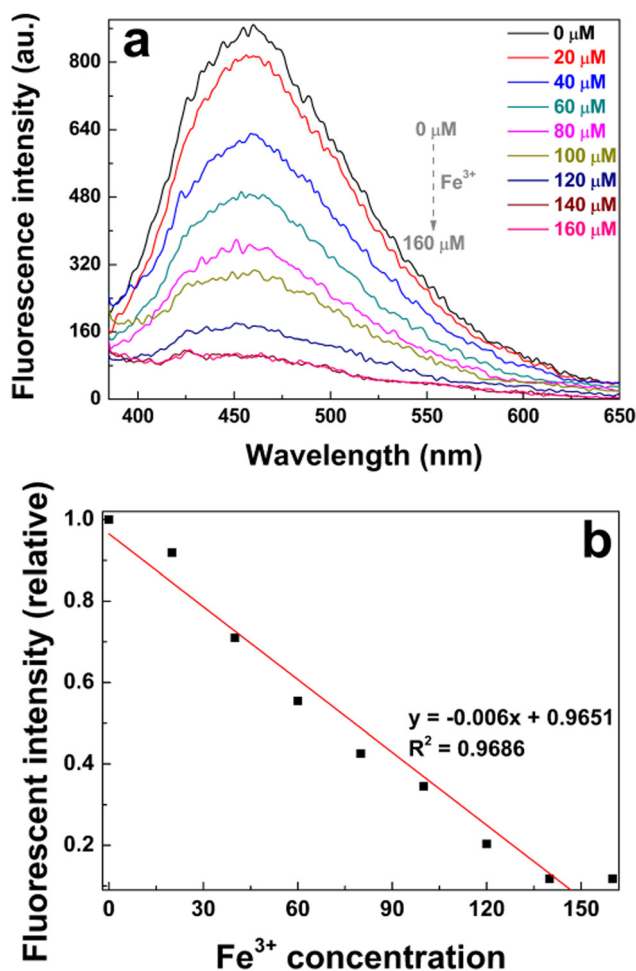 a
Fluorescence intensity (au.)
800
640
480
320
160
0
400
450
500
550
600
650
Wavelength (nm)
0 μM
20 μM
40 μM
60 μM
80 μM
100 μM
120 μM
140 μM
160 μM
0 μM
Fe³⁺
160 μM
b
Fluorescent intensity (relative)
1.0
0.8
0.6
0.4
0.2
0
30
60
90
120
150
y = -0.006x + 0.9651
R² = 0.9686
Fe³⁺ concentration